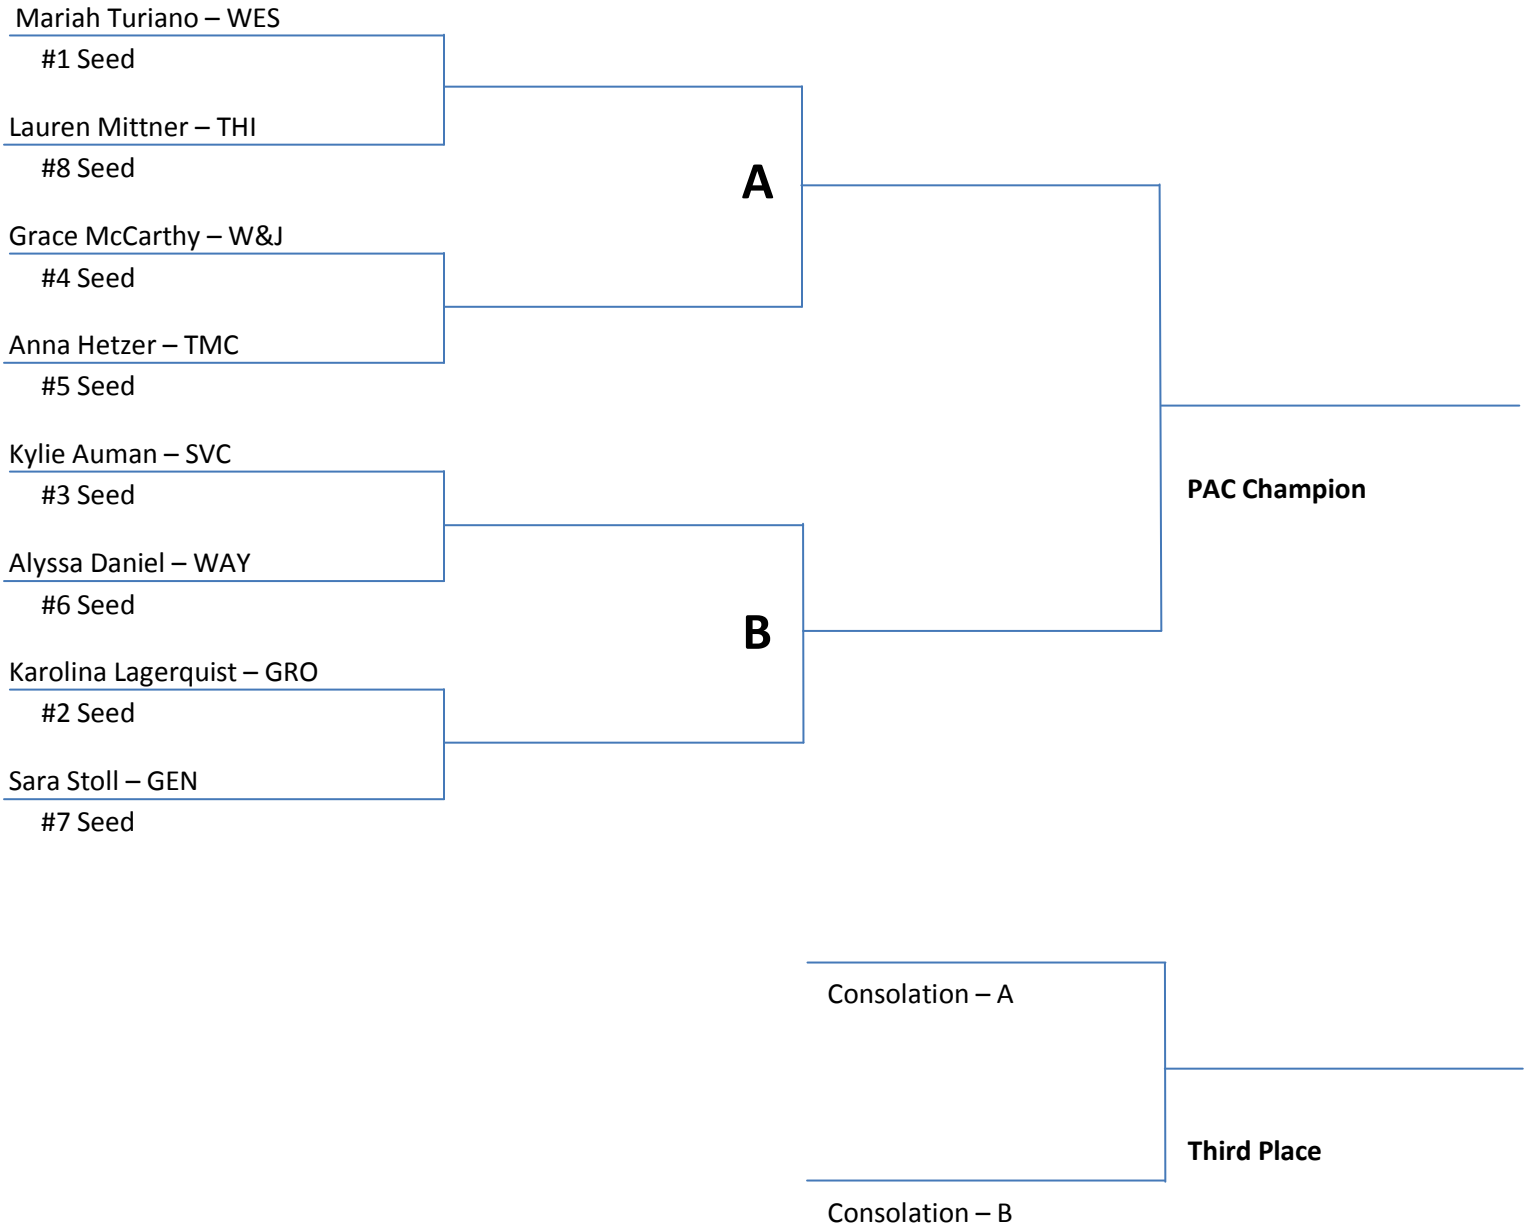 Mariah Turiano – WES
#1 Seed
Lauren Mittner – THI
#8 Seed
A
Grace McCarthy – W&J
#4 Seed
Anna Hetzer – TMC
#5 Seed
Kylie Auman – SVC
#3 Seed
PAC Champion
Alyssa Daniel – WAY
#6 Seed
B
Karolina Lagerquist – GRO
#2 Seed
Sara Stoll – GEN
#7 Seed
Consolation – A
Third Place
Consolation – B